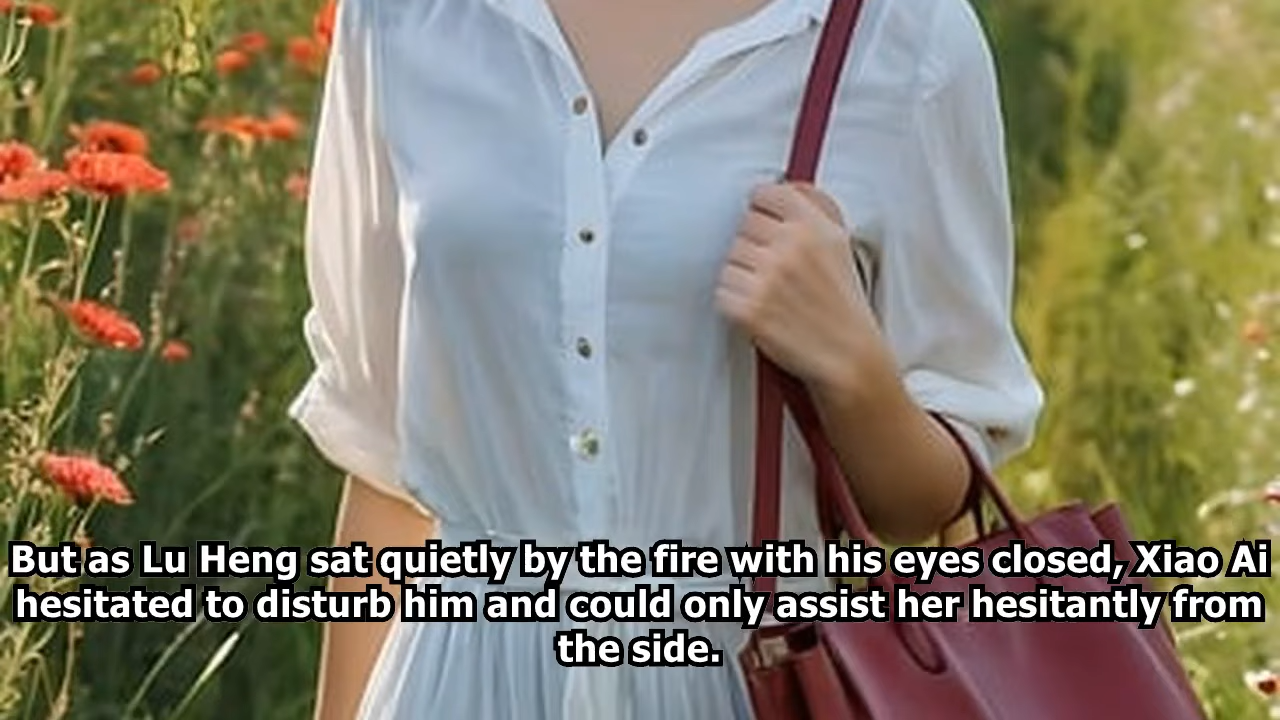 But as Lu Heng sat quietly by the fire with his eyes closed, Xiao Ai
hesitated to disturb him and could only assist her hesitantly from
the side.